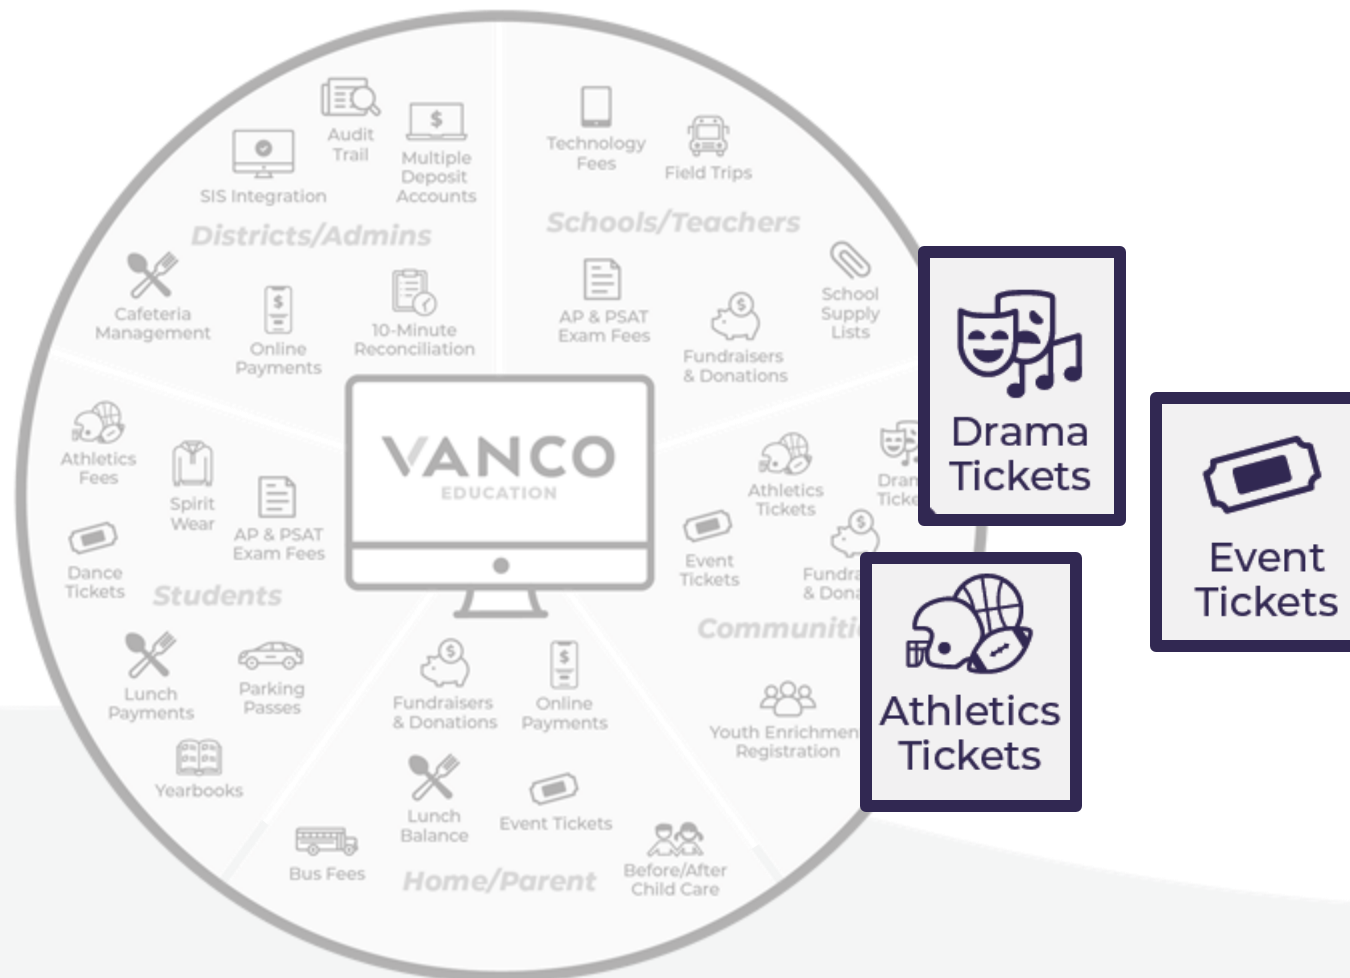 Audit
Trail
Multiple
Deposit
Accounts
SIS Integration
Districts/Admins
Cafeteria
Management
Online
Payments
10-Minute
Reconciliation
Technology
Fees
Field Trips
Schools/Teachers
AP & PSAT
Exam Fees
Fundraisers
& Donations
School
Supply
Lists
VANCO
EDUCATION
Athletics
Fees
Spirit
Wear
AP & PSAT
Exam Fees
Dance
Tickets
Students
Lunch
Payments
Parking
Passes
Yearbooks
Fundraisers
& Donations
Online
Payments
Lunch
Balance
Event Tickets
Bus Fees
Home/Parent
Before/After
Child Care
Athletics
Tickets
Event
Tickets
Youth
Registration
Drama
Tickets
Event
Tickets
Athletics
Tickets